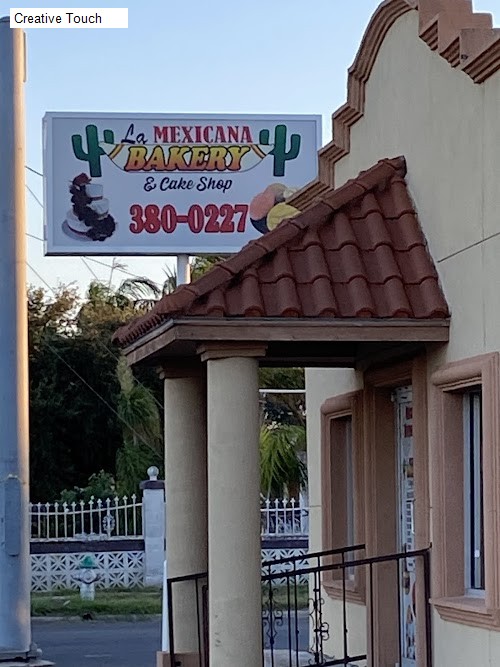 Creative Touch
La MEXICANA
BAKERY
& Cake Shop
380-0227